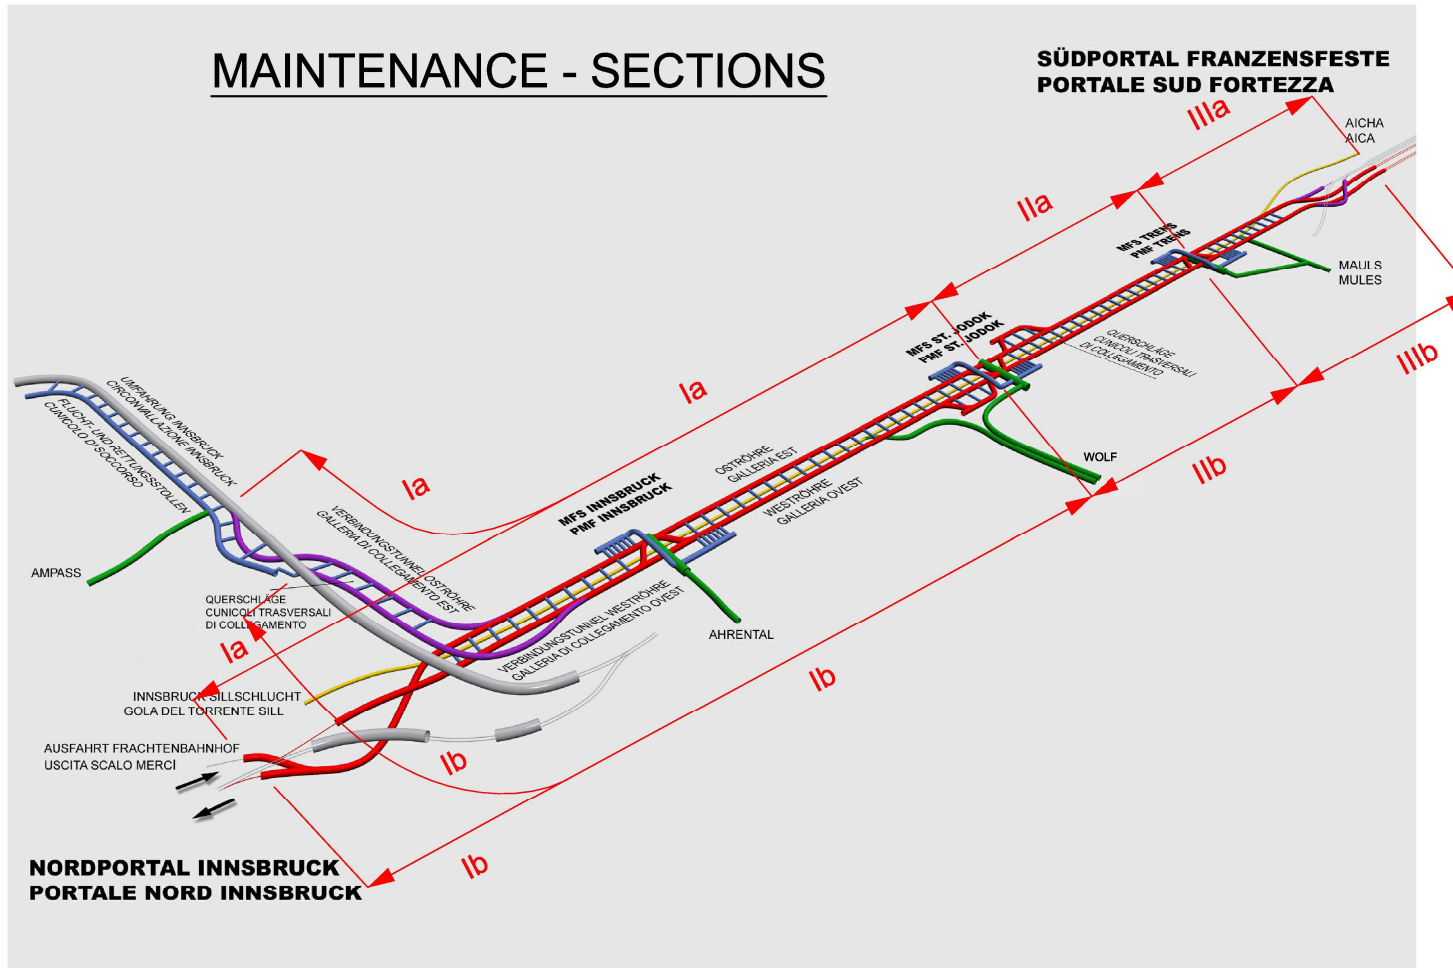 MAINTENANCE - SECTIONS
SÜDPORTAL FRANZENSFESTE
PORTALE SUD FORTEZZA
IIIa
AICHA
AICA
IIa
MFS TRENS
PMF TRENS
MAULS
MULES
IIIb
MFS ST. JODOK
PMF ST. JODOK
QUERSCHLÄGE
CUNICOLI TRASVERSALI
DI COLLEGAMENTO
Ia
IIb
WOLF
UMFAHRUNG INNSBRUCK
CIRCONVALLAZIONE INNSBRUCK
FLUCHT- UND RETTUNGSSTOLLEN
CUNICOLO D'SOCCORSO
Ia
OSTRÖHRE
GALLERIA EST
WESTRÖHRE
GALLERIA OVEST
MFS INNSBRUCK
PMF INNSBRUCK
VERBINDUNGSTUNNEL OSTRÖHRE
GALLERIA DI COLLEGAMENTO EST
AMPASS
QUERSCHLÄGE
CUNICOLI TRASVERSALI
DI COLLEGAMENTO
VERBINDUNGSTUNNEL WESTRÖHRE
GALLERIA DI COLLEGAMENTO OVEST
AHRENTAL
Ia
Ib
INNSBRUCK SILLSCHLUCHT
GOLA DEL TORRENTE SILL
AUSFAHRT FRACHTENBAHNHOF
USCITA SCALO MERCI
Ib
Ib
NORDPORTAL INNSBRUCK
PORTALE NORD INNSBRUCK